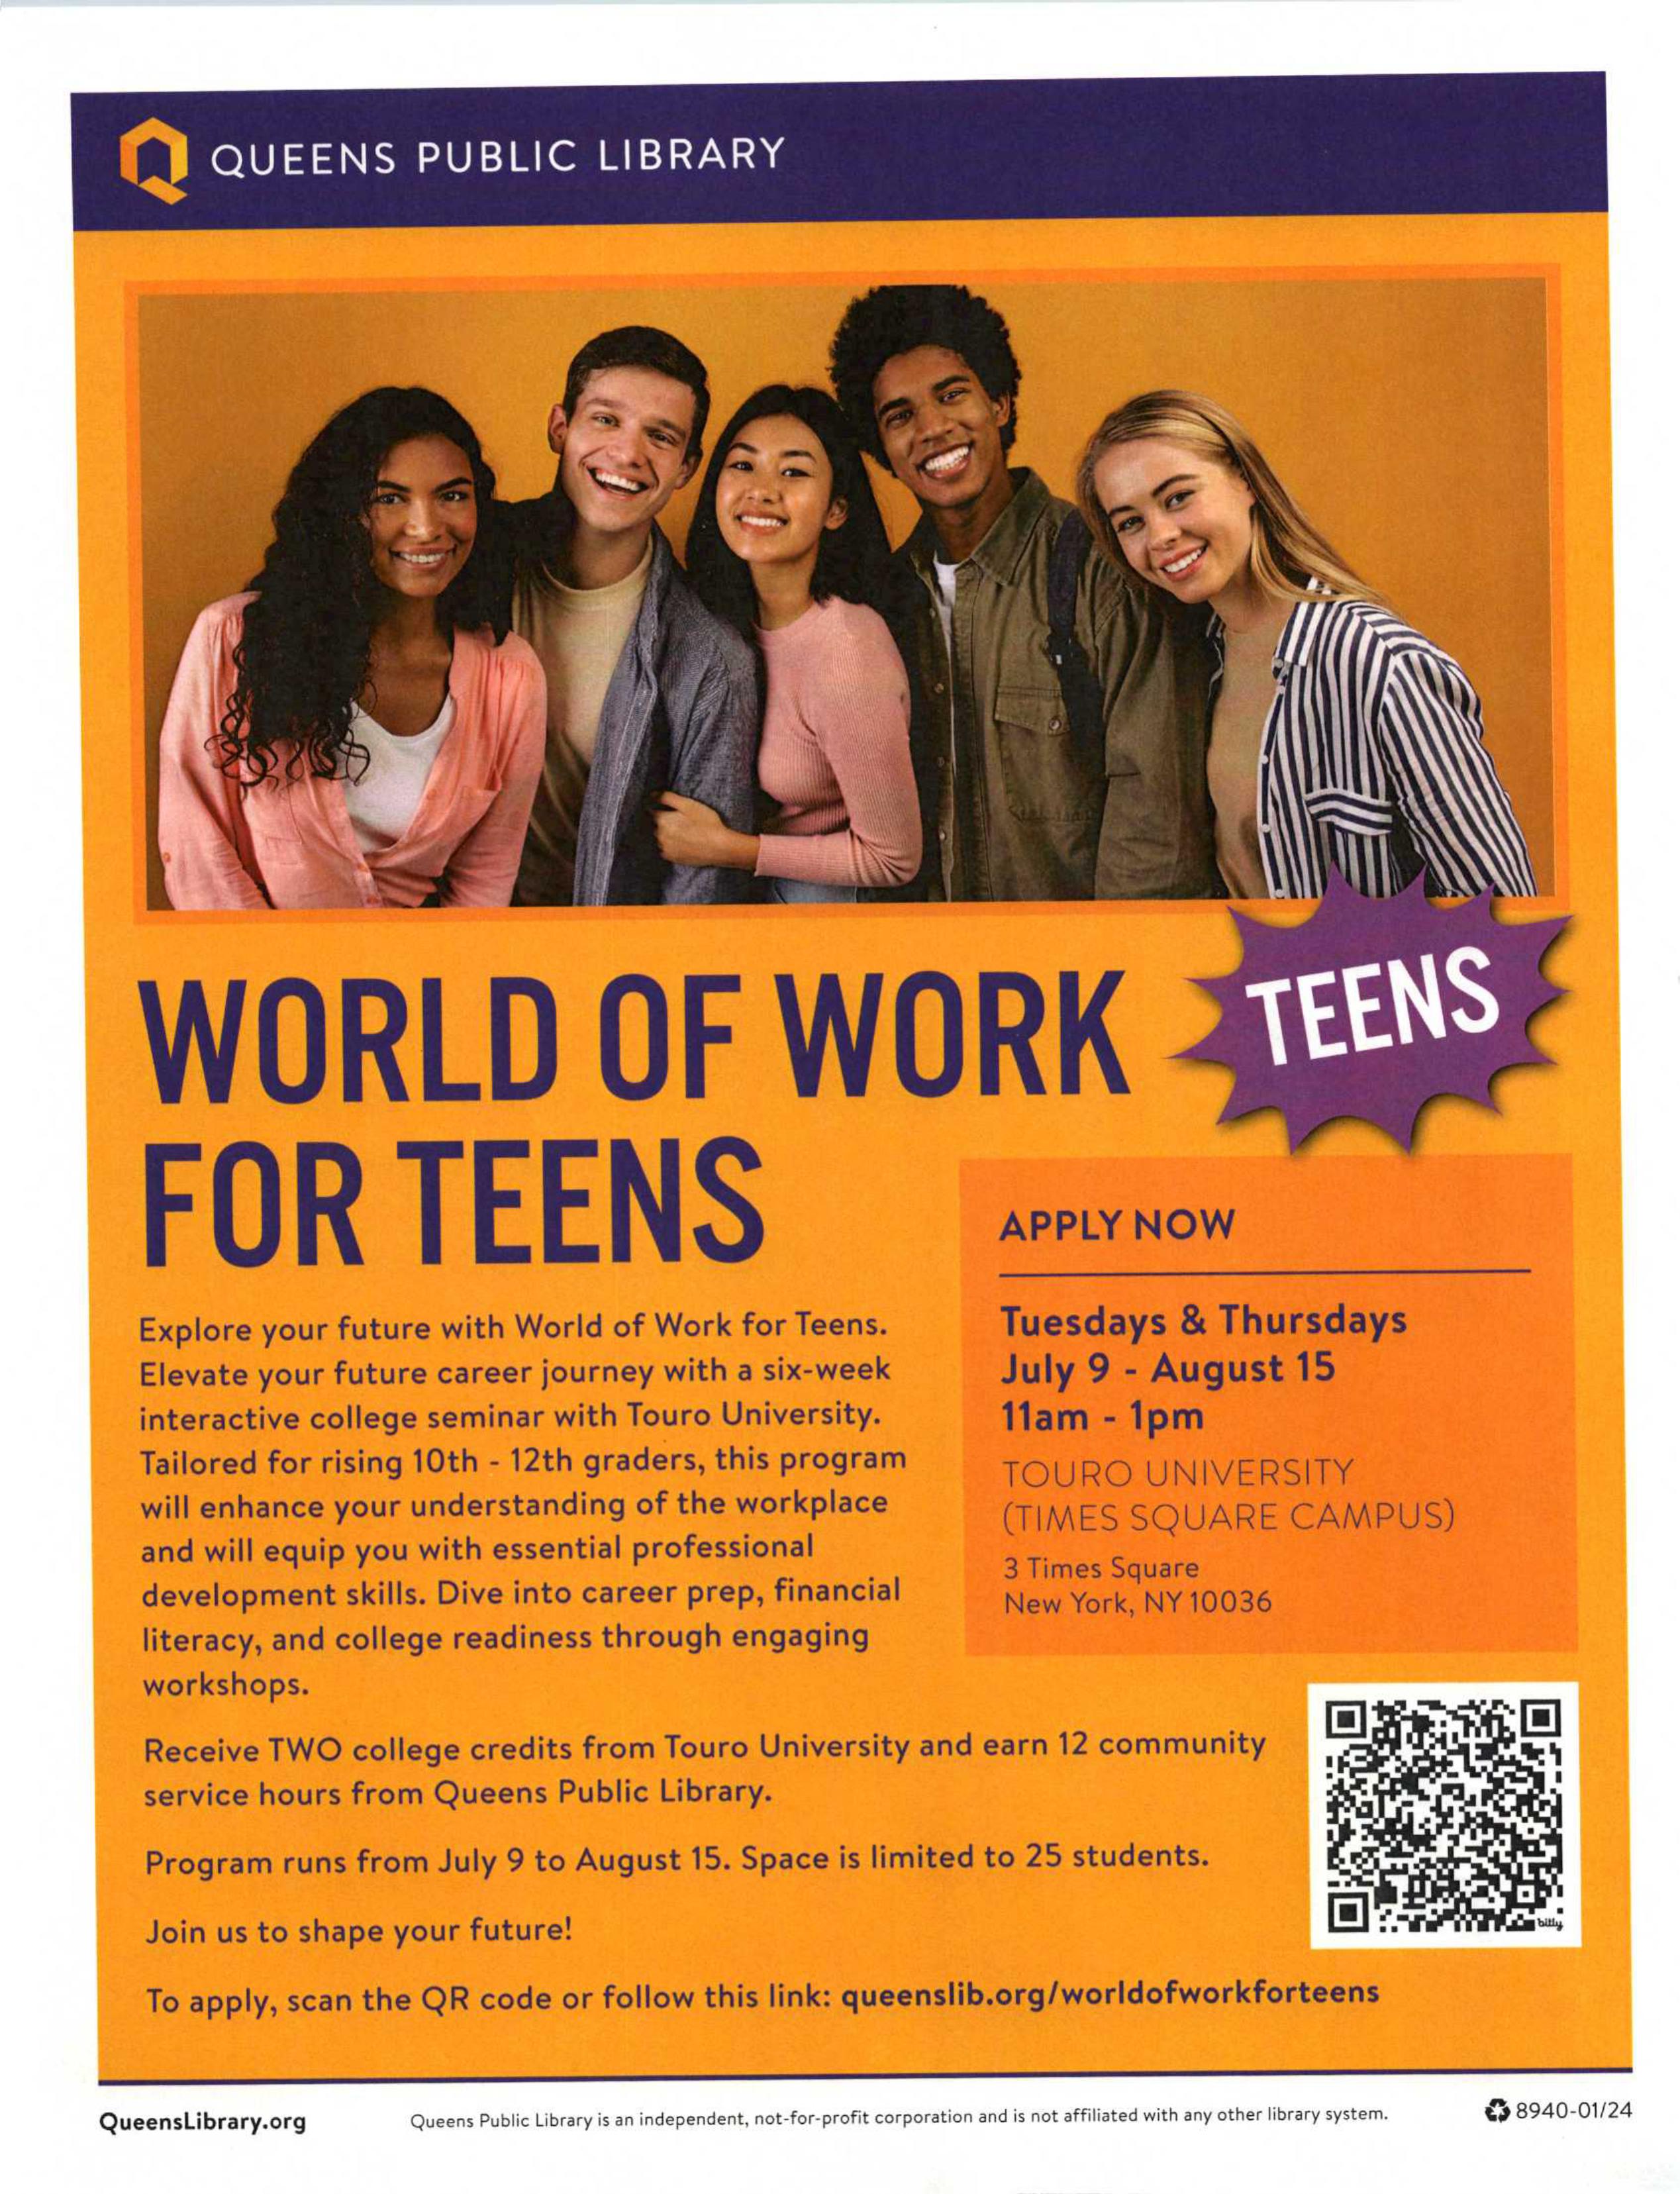 QUEENS PUBLIC LIBRARY
WORLD OF WORK
FOR TEENS
TEENS
Explore your future with World of Work for Teens.
Elevate your future career journey with a six-week
interactive college seminar with Touro University.
Tailored for rising 10th - 12th graders, this program
will enhance your understanding of the workplace
and will equip you with essential professional
development skills. Dive into career prep, financial
literacy, and college readiness through engaging
workshops.
APPLY NOW
Tuesdays & Thursdays
July 9 - August 15
11am - 1pm
TOURO UNIVERSITY
(TIMES SQUARE CAMPUS)
3 Times Square
New York, NY 10036
Receive TWO college credits from Touro University and earn 12 community
service hours from Queens Public Library.
Program runs from July 9 to August 15. Space is limited to 25 students.
Join us to shape your future!
bitly
To apply, scan the QR code or follow this link: queenslib.org/worldofworkforteens
QueensLibrary.org
Queens Public Library is an independent, not-for-profit corporation and is not affiliated with any other library system.
8940-01/24